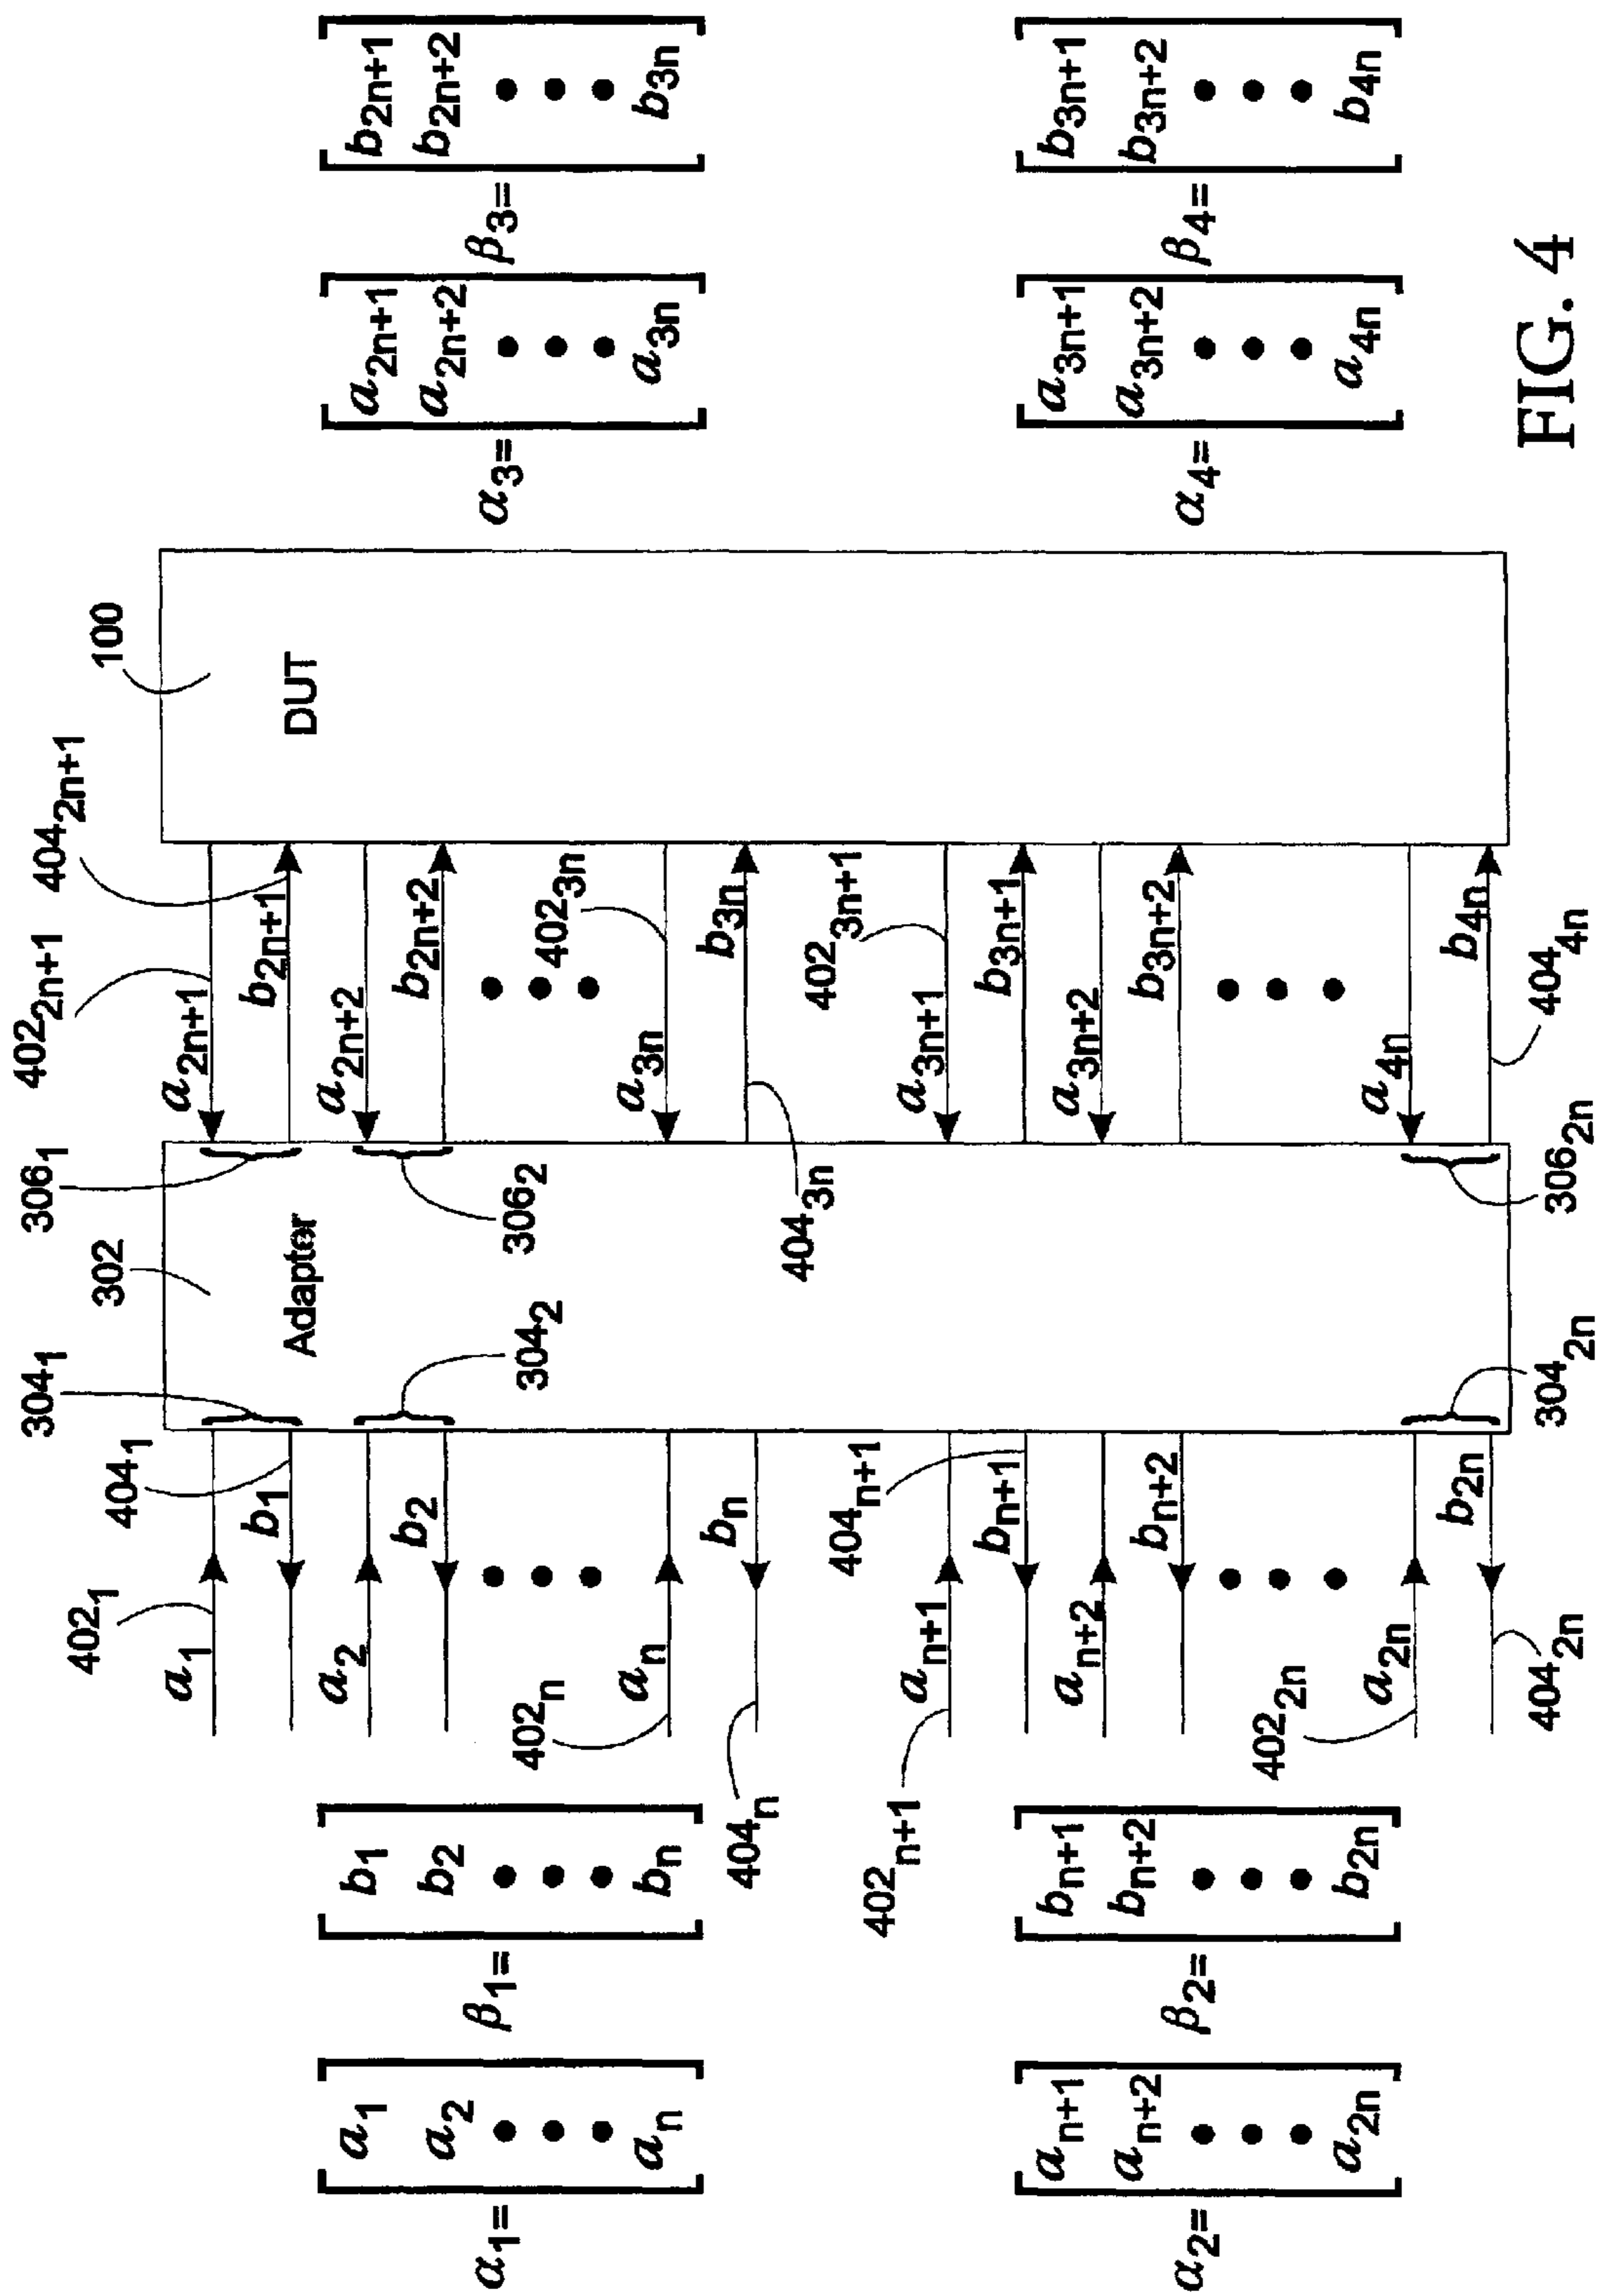 402₁
304₁
302
306₁
402₂ₙ₊₁
404₂ₙ₊₁
100
404₁
a₁
b₁
a₂ₙ₊₁
b₂ₙ₊₁
Adaptor
DUT
a₂
b₂
304₂
306₂
a₂ₙ₊₂
b₂ₙ₊₂
α₁=
[a₁
a₂
•
•
•
aₙ]
β₁=
[b₁
b₂
•
•
•
bₙ]
α₃=
[a₂ₙ₊₁
a₂ₙ₊₂
•
•
•
a₃ₙ]
β₃=
[b₂ₙ₊₁
b₂ₙ₊₂
•
•
•
b₃ₙ]
• • •
• • •
402ₙ
402₃ₙ
aₙ
a₃ₙ
bₙ
b₃ₙ
404ₙ
404₃ₙ
402ₙ₊₁
404ₙ₊₁
402₃ₙ₊₁
aₙ₊₁
a₃ₙ₊₁
bₙ₊₁
b₃ₙ₊₁
aₙ₊₂
a₃ₙ₊₂
bₙ₊₂
b₃ₙ₊₂
α₂=
[aₙ₊₁
aₙ₊₂
•
•
•
a₂ₙ]
β₂=
[bₙ₊₁
bₙ₊₂
•
•
•
b₂ₙ]
α₄=
[a₃ₙ₊₁
a₃ₙ₊₂
•
•
•
a₄ₙ]
β₄=
[b₃ₙ₊₁
b₃ₙ₊₂
•
•
•
b₄ₙ]
• • •
• • •
402₂ₙ
a₂ₙ
a₄ₙ
b₂ₙ
b₄ₙ
404₂ₙ
304₂ₙ
306₂ₙ
404₄ₙ
FIG. 4